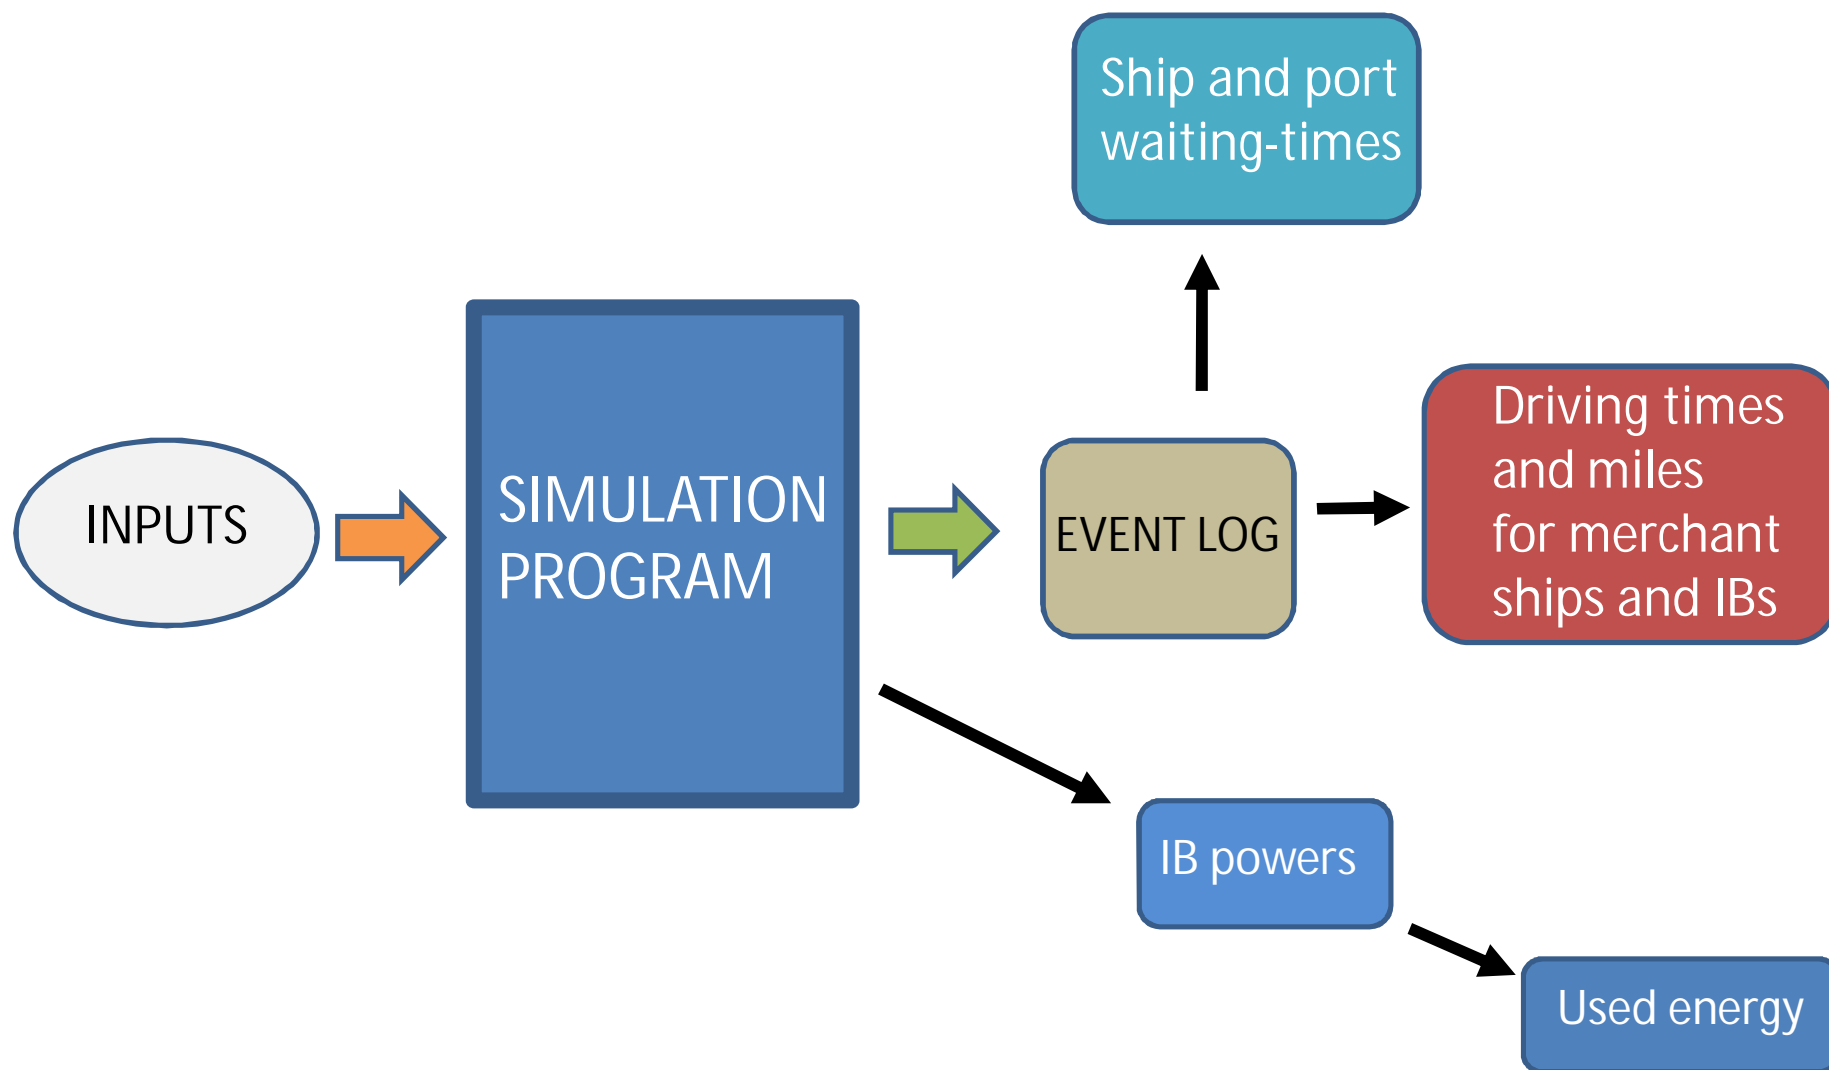 Ship and port
waiting-times
INPUTS
SIMULATION
PROGRAM
EVENT LOG
Driving times
and miles
for merchant
ships and IBs
IB powers
Used energy